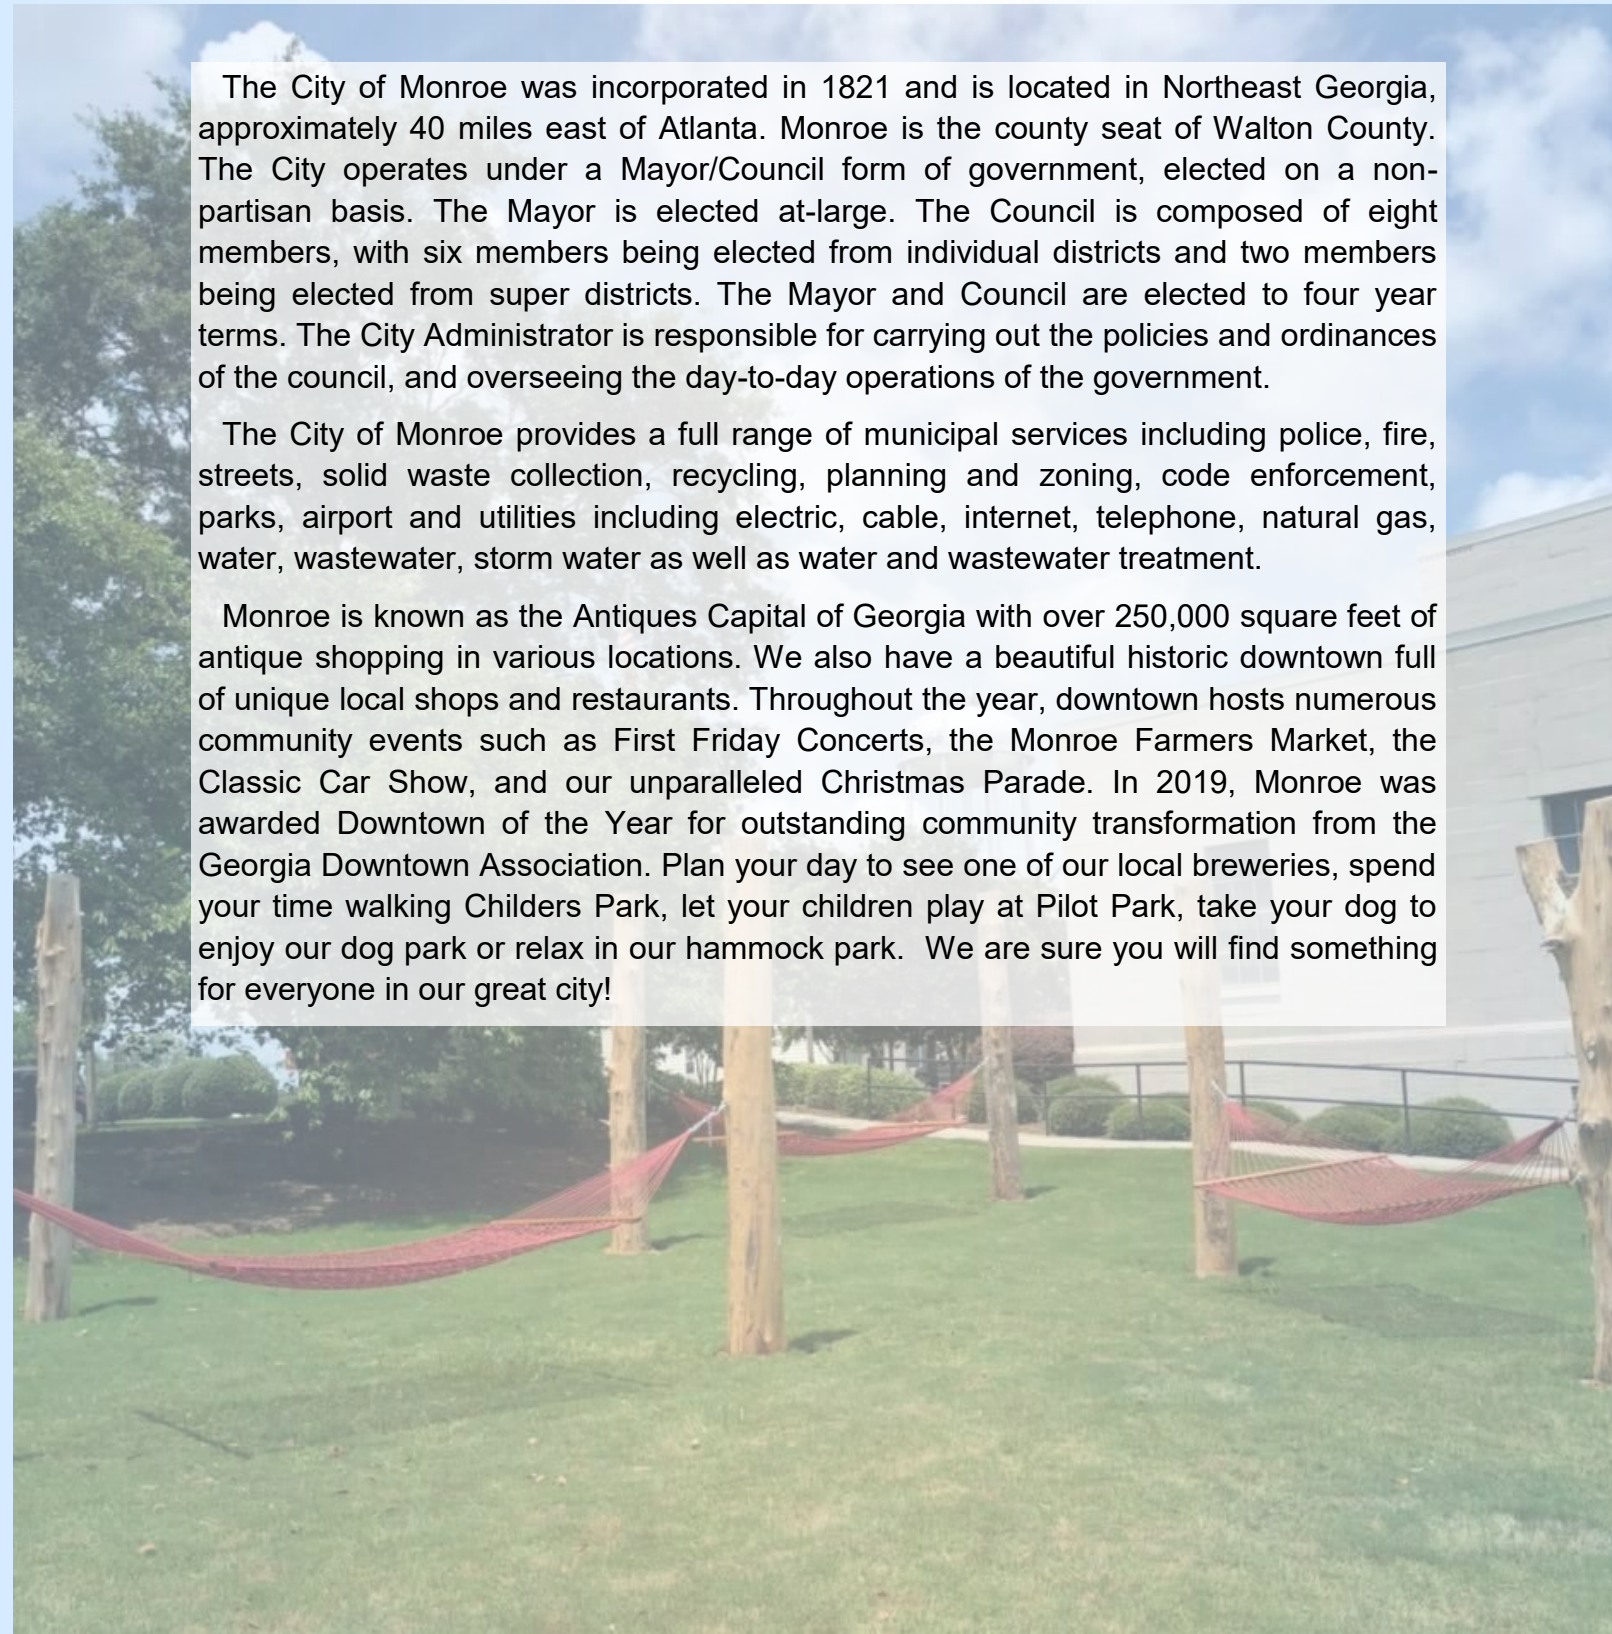 The City of Monroe was incorporated in 1821 and is located in Northeast Georgia,
approximately 40 miles east of Atlanta. Monroe is the county seat of Walton County.
The City operates under a Mayor/Council form of government, elected on a non-
partisan basis. The Mayor is elected at-large. The Council is composed of eight
members, with six members being elected from individual districts and two members
being elected from super districts. The Mayor and Council are elected to four year
terms. The City Administrator is responsible for carrying out the policies and ordinances
of the council, and overseeing the day-to-day operations of the government.
The City of Monroe provides a full range of municipal services including police, fire,
streets, solid waste collection, recycling, planning and zoning, code enforcement,
parks, airport and utilities including electric, cable, internet, telephone, natural gas,
water, wastewater, storm water as well as water and wastewater treatment.
Monroe is known as the Antiques Capital of Georgia with over 250,000 square feet of
antique shopping in various locations. We also have a beautiful historic downtown full
of unique local shops and restaurants. Throughout the year, downtown hosts numerous
community events such as First Friday Concerts, the Monroe Farmers Market, the
Classic Car Show, and our unparalleled Christmas Parade. In 2019, Monroe was
awarded Downtown of the Year for outstanding community transformation from the
Georgia Downtown Association. Plan your day to see one of our local breweries, spend
your time walking Childers Park, let your children play at Pilot Park, take your dog to
enjoy our dog park or relax in our hammock park.  We are sure you will find something
for everyone in our great city!